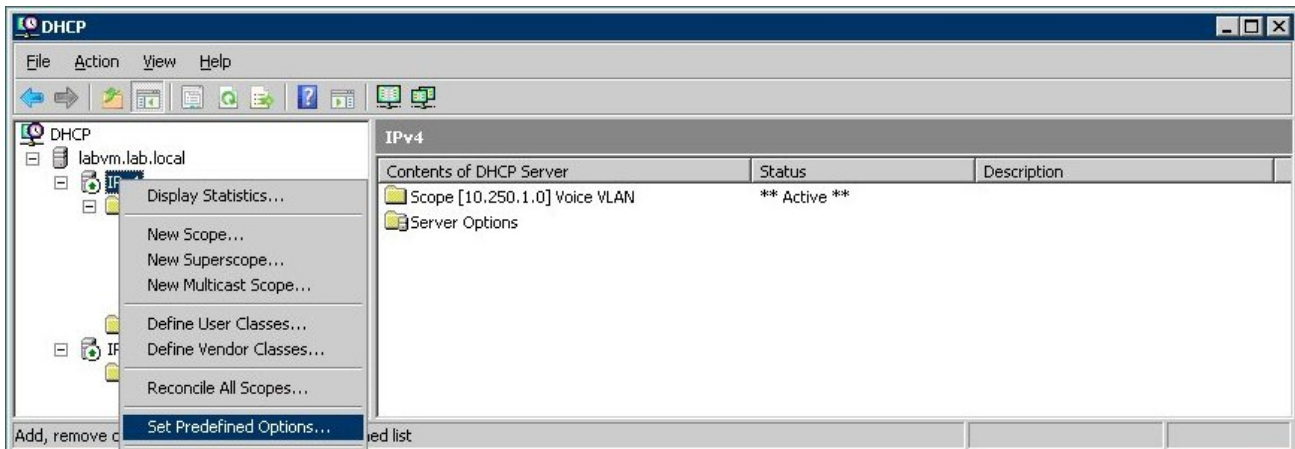 DHCP
File Action View Help
DHCP
labvm.lab.local
IPv4
Contents of DHCP Server Status Description
Scope [10.250.1.0] Voice VLAN ** Active **
Server Options
Display Statistics...
New Scope...
New Superscope...
New Multicast Scope...
Define User Classes...
Define Vendor Classes...
Reconcile All Scopes...
Set Predefined Options...
Add, remove
list